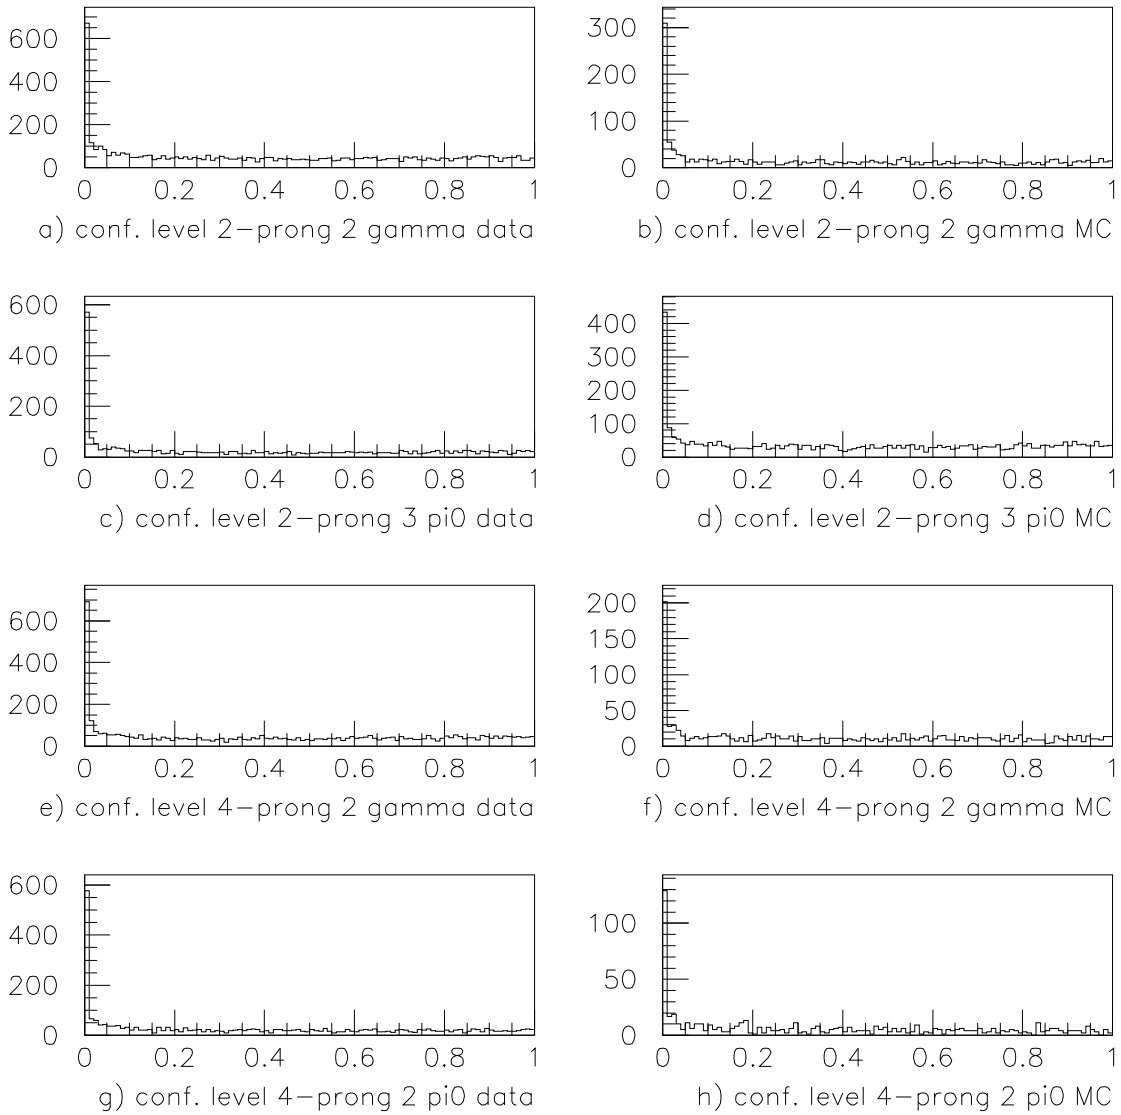 600
400
200
0
0 0.2 0.4 0.6 0.8 1
a) conf. level 2-prong 2 gamma data
300
200
100
0
0 0.2 0.4 0.6 0.8 1
b) conf. level 2-prong 2 gamma MC
600
400
200
0
0 0.2 0.4 0.6 0.8 1
c) conf. level 2-prong 3 pi0 data
400
300
200
100
0
0 0.2 0.4 0.6 0.8 1
d) conf. level 2-prong 3 pi0 MC
600
400
200
0
0 0.2 0.4 0.6 0.8 1
e) conf. level 4-prong 2 gamma data
200
150
100
50
0
0 0.2 0.4 0.6 0.8 1
f) conf. level 4-prong 2 gamma MC
600
400
200
0
0 0.2 0.4 0.6 0.8 1
g) conf. level 4-prong 2 pi0 data
100
50
0
0 0.2 0.4 0.6 0.8 1
h) conf. level 4-prong 2 pi0 MC